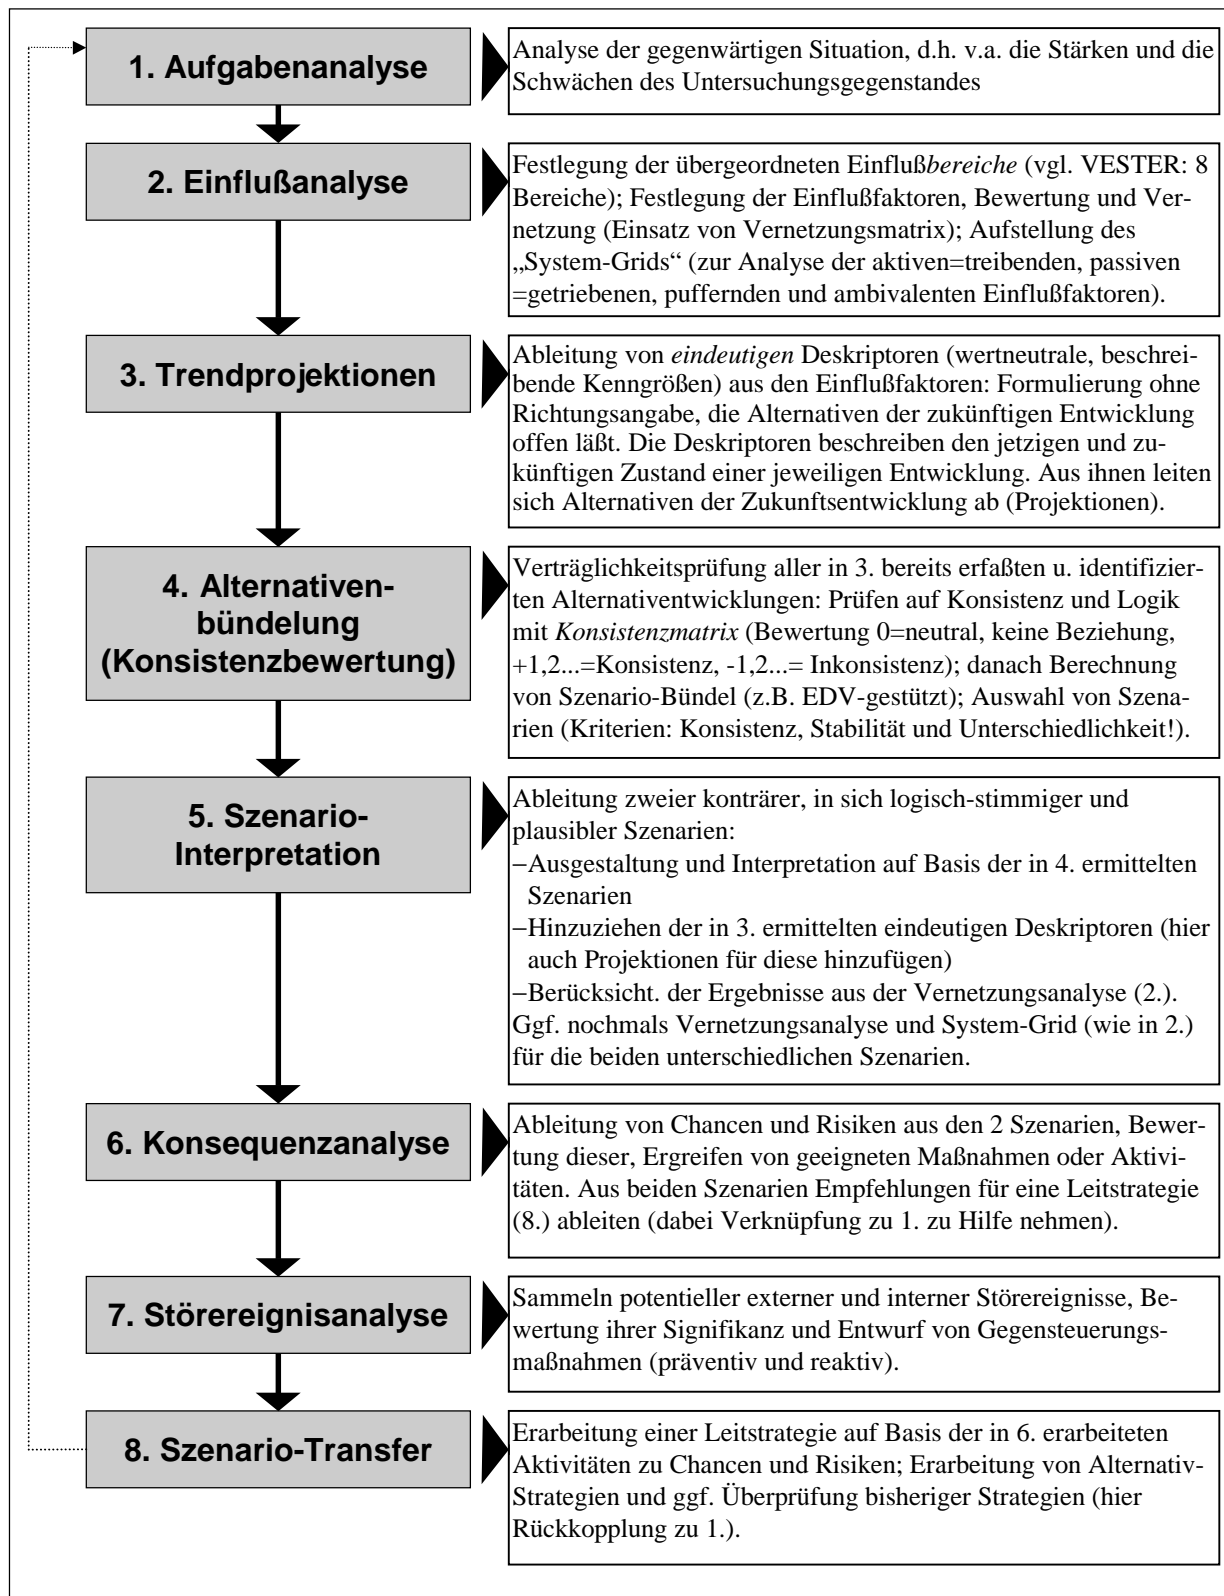 1. Aufgabenanalyse
Analyse der gegenwärtigen Situation, d.h. v.a. die Stärken und die
Schwächen des Untersuchungsgegenstandes
2. Einflußanalyse
Festlegung der übergeordneten Einflußbereiche (vgl. VESTER: 8
Bereiche); Festlegung der Einflußfaktoren, Bewertung und Ver-
netzung (Einsatz von Vernetzungsmatrix); Aufstellung des
„System-Grids“ (zur Analyse der aktiven=treibenden, passiven
=getriebenen, puffernden und ambivalenten Einflußfaktoren).
3. Trendprojektionen
Ableitung von eindeutigen Deskriptoren (wertneutrale, beschrei-
bende Kenngrößen) aus den Einflußfaktoren: Formulierung ohne
Richtungsangabe, die Alternativen der zukünftigen Entwicklung
offen läßt. Die Deskriptoren beschreiben den jetzigen und zu-
künftigen Zustand einer jeweiligen Entwicklung. Aus ihnen leiten
sich Alternativen der Zukunftsentwicklung ab (Projektionen).
4. Alternativen-
bündelung
(Konsistenzbewertung)
Verträglichkeitsprüfung aller in 3. bereits erfaßten u. identifizier-
ten Alternativentwicklungen: Prüfen auf Konsistenz und Logik
mit Konsistenzmatrix (Bewertung 0=neutral, keine Beziehung,
+1,2...=Konsistenz, -1,2...= Inkonsistenz); danach Berechnung
von Szenario-Bündel (z.B. EDV-gestützt); Auswahl von Szena-
rien (Kriterien: Konsistenz, Stabilität und Unterschiedlichkeit!).
5. Szenario-
Interpretation
Ableitung zweier konträrer, in sich logisch-stimmiger und
plausibler Szenarien:
–Ausgestaltung und Interpretation auf Basis der in 4. ermittelten
Szenarien
–Hinzuziehen der in 3. ermittelten eindeutigen Deskriptoren (hier
auch Projektionen für diese hinzufügen)
–Berücksicht. der Ergebnisse aus der Vernetzungsanalyse (2.).
Ggf. nochmals Vernetzungsanalyse und System-Grid (wie in 2.)
für die beiden unterschiedlichen Szenarien.
6. Konsequenzanalyse
Ableitung von Chancen und Risiken aus den 2 Szenarien, Bewer-
tung dieser, Ergreifen von geeigneten Maßnahmen oder Aktivi-
täten. Aus beiden Szenarien Empfehlungen für eine Leitstrategie
(8.) ableiten (dabei Verknüpfung zu 1. zu Hilfe nehmen).
7. Störereignisanalyse
Sammeln potentieller externer und interner Störereignisse, Be-
wertung ihrer Signifikanz und Entwurf von Gegensteuerungs-
maßnahmen (präventiv und reaktiv).
8. Szenario-Transfer
Erarbeitung einer Leitstrategie auf Basis der in 6. erarbeiteten
Aktivitäten zu Chancen und Risiken; Erarbeitung von Alternativ-
Strategien und ggf. Überprüfung bisheriger Strategien (hier
Rückkopplung zu 1.).